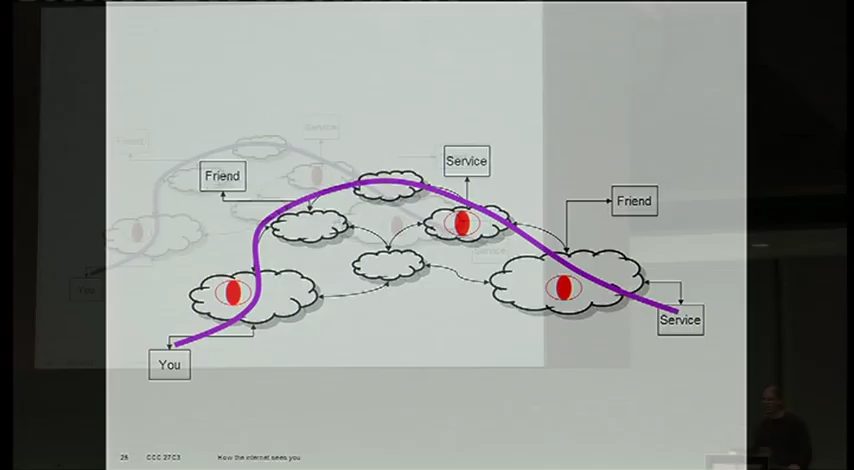 Service
Friend
Friend
Service
You
26 CCC 27C3 How the internet sees you